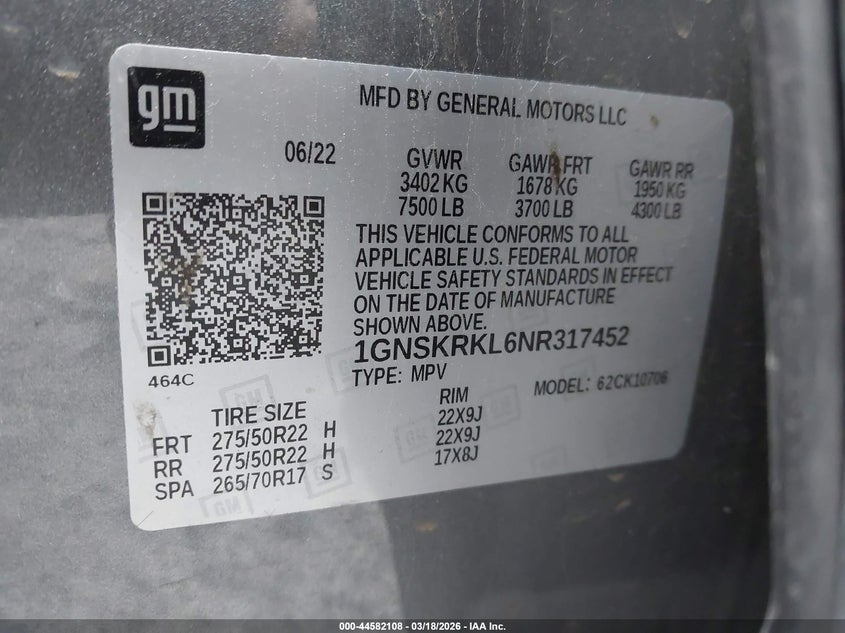 gm
MFD BY GENERAL MOTORS LLC
06/22
GVWR GAWR FRT GAWR RR
3402 KG 1678 KG 1950 KG
7500 LB 3700 LB 4300 LB
THIS VEHICLE CONFORMS TO ALL
APPLICABLE U.S. FEDERAL MOTOR
VEHICLE SAFETY STANDARDS IN EFFECT
ON THE DATE OF MANUFACTURE
SHOWN ABOVE.
1GNSKRKL6NR317452
464C
TYPE: MPV MODEL: 62CK10706
TIRE SIZE RIM
FRT 275/50R22 H 22X9J
RR 275/50R22 H 22X9J
SPA 265/70R17 S 17X8J
000-44582108 - 03/18/2026 - IAA Inc.